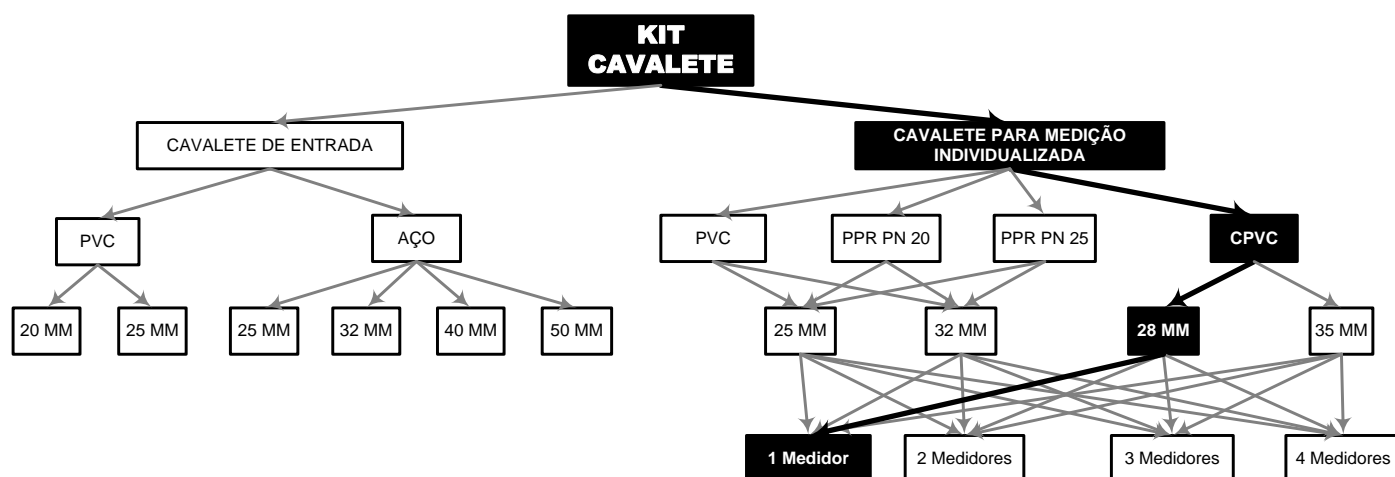 KIT
CAVALETE
CAVALETE DE ENTRADA
CAVALETE PARA MEDIÇÃO
INDIVIDUALIZADA
PVC
AÇO
PVC
PPR PN 20
PPR PN 25
CPVC
20 MM
25 MM
25 MM
32 MM
40 MM
50 MM
25 MM
32 MM
28 MM
35 MM
1 Medidor
2 Medidores
3 Medidores
4 Medidores